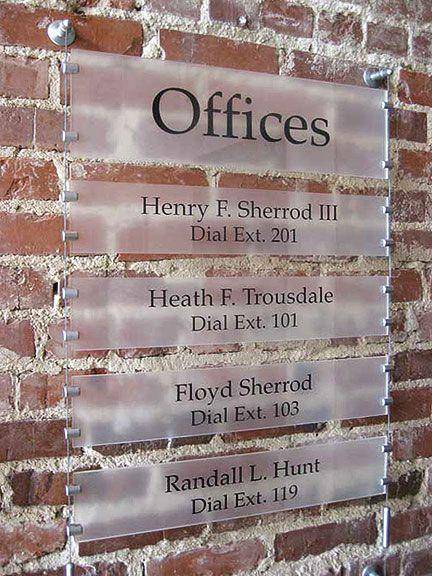 Offices
Henry F. Sherrod III
Dial Ext. 201
Heath F. Trousdale
Dial Ext. 101
Floyd Sherrod
Dial Ext. 103
Randall L. Hunt
Dial Ext. 119